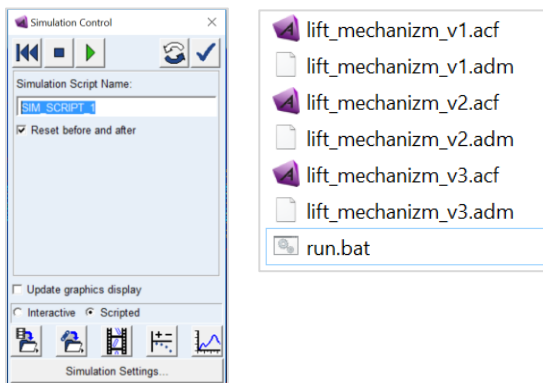 Simulation Control
Simulation Script Name:
SIM_SCRIPT_1
Reset before and after
Update graphics display
Interactive Scripted
Simulation Settings...
lift_mechanizm_v1.acf
lift_mechanizm_v1.adm
lift_mechanizm_v2.acf
lift_mechanizm_v2.adm
lift_mechanizm_v3.acf
lift_mechanizm_v3.adm
run.bat